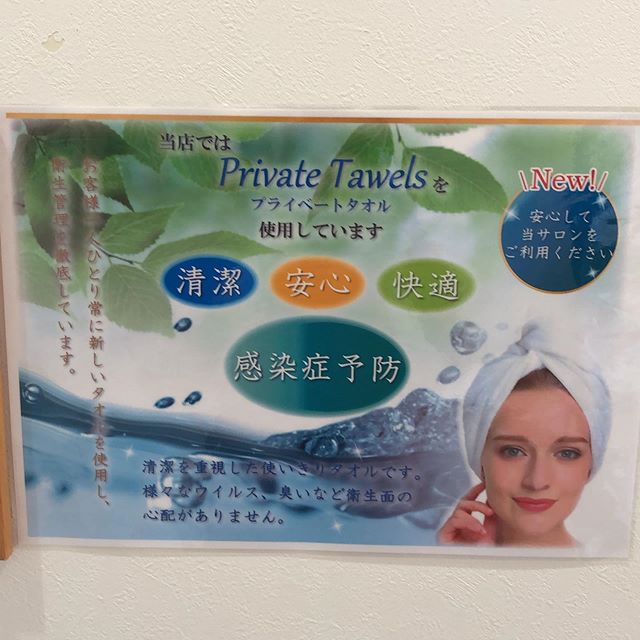 当店では
Private Tawelsを
プライベートタオル
使用しています
\New!/
安心して
当サロンを
ご利用ください
清潔
安心
快適
感染症予防
お客様一人ひとり常に新しいタオルを使用し、
衛生管理を徹底しています。
清潔を重視した使いきりタオルです。
様々なウイルス、臭いなど衛生面の
心配がありません。